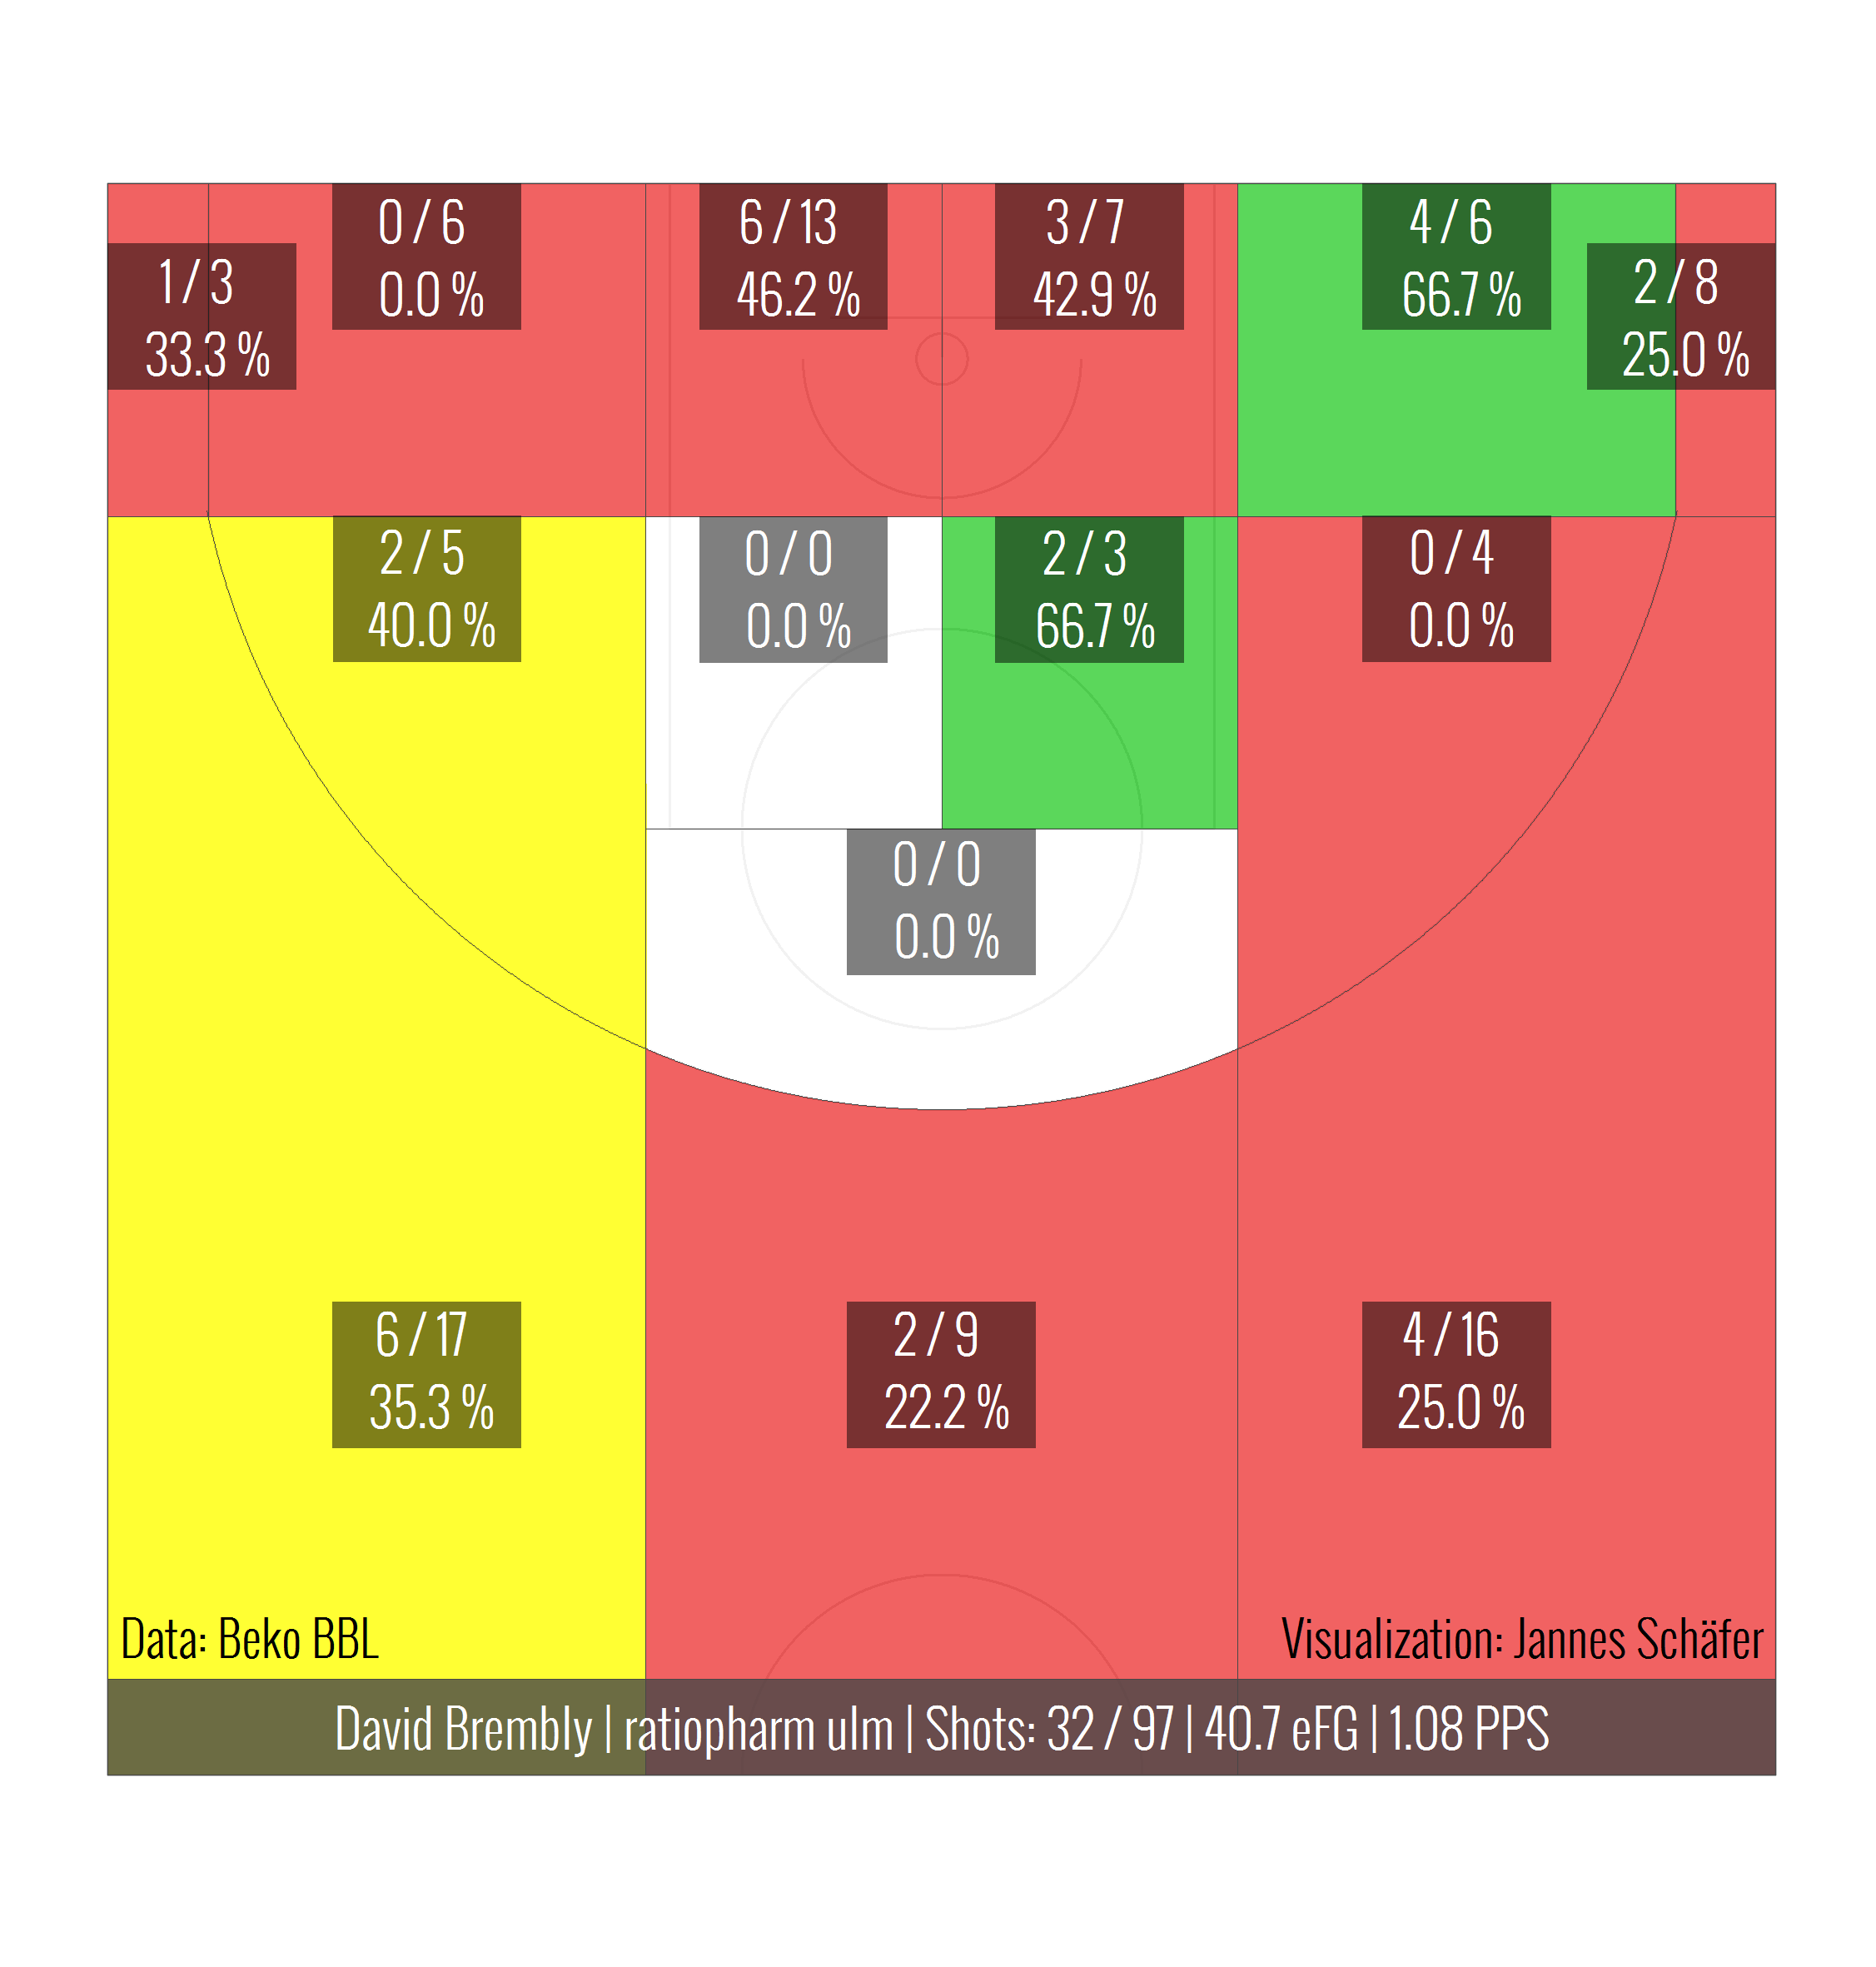 0 / 6
0.0 %
6 / 13
46.2 %
3 / 7
42.9 %
4 / 6
66.7 %
1 / 3
33.3 %
2 / 8
25.0 %
2 / 5
40.0 %
0 / 0
0.0 %
2 / 3
66.7 %
0 / 4
0.0 %
0 / 0
0.0 %
6 / 17
35.3 %
2 / 9
22.2 %
4 / 16
25.0 %
Data: Beko BBL
Visualization: Jannes Schäfer
David Brembly | ratiopharm ulm | Shots: 32 / 97 | 40.7 eFG | 1.08 PPS